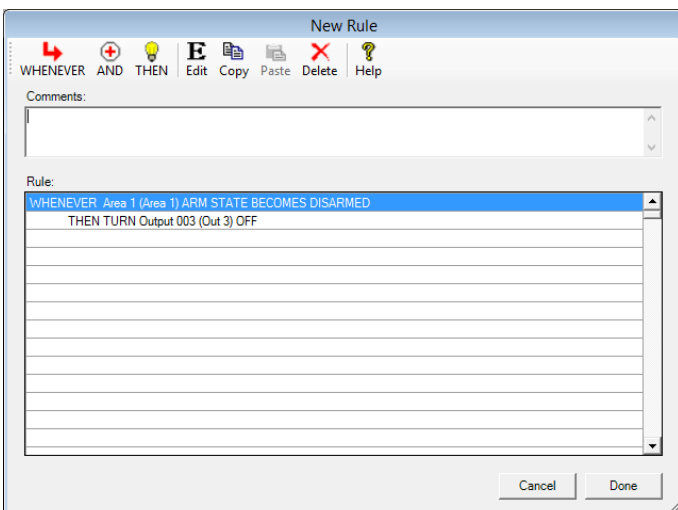 New Rule
WHENEVER AND THEN Edit Copy Paste Delete Help
Comments:
Rule:
WHENEVER Area 1 (Area 1) ARM STATE BECOMES DISARMED
THEN TURN Output 003 (Out 3) OFF
Cancel Done